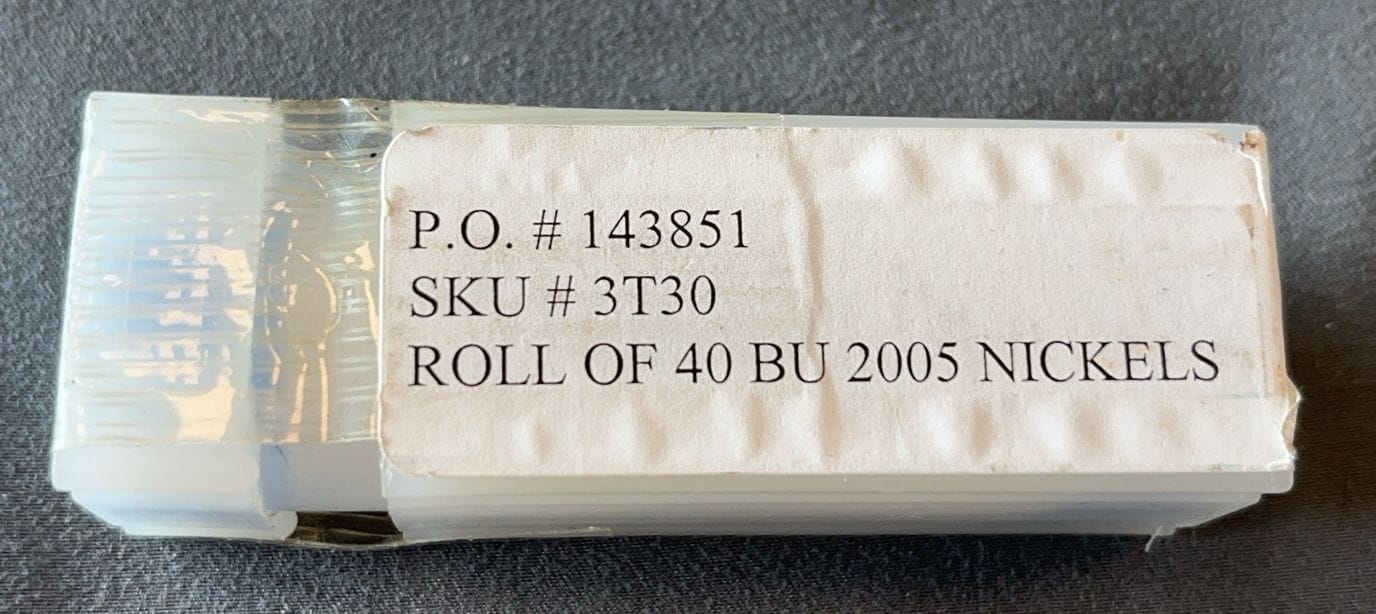 P.O. # 143851
SKU # 3T30
ROLL OF 40 BU 2005 NICKELS